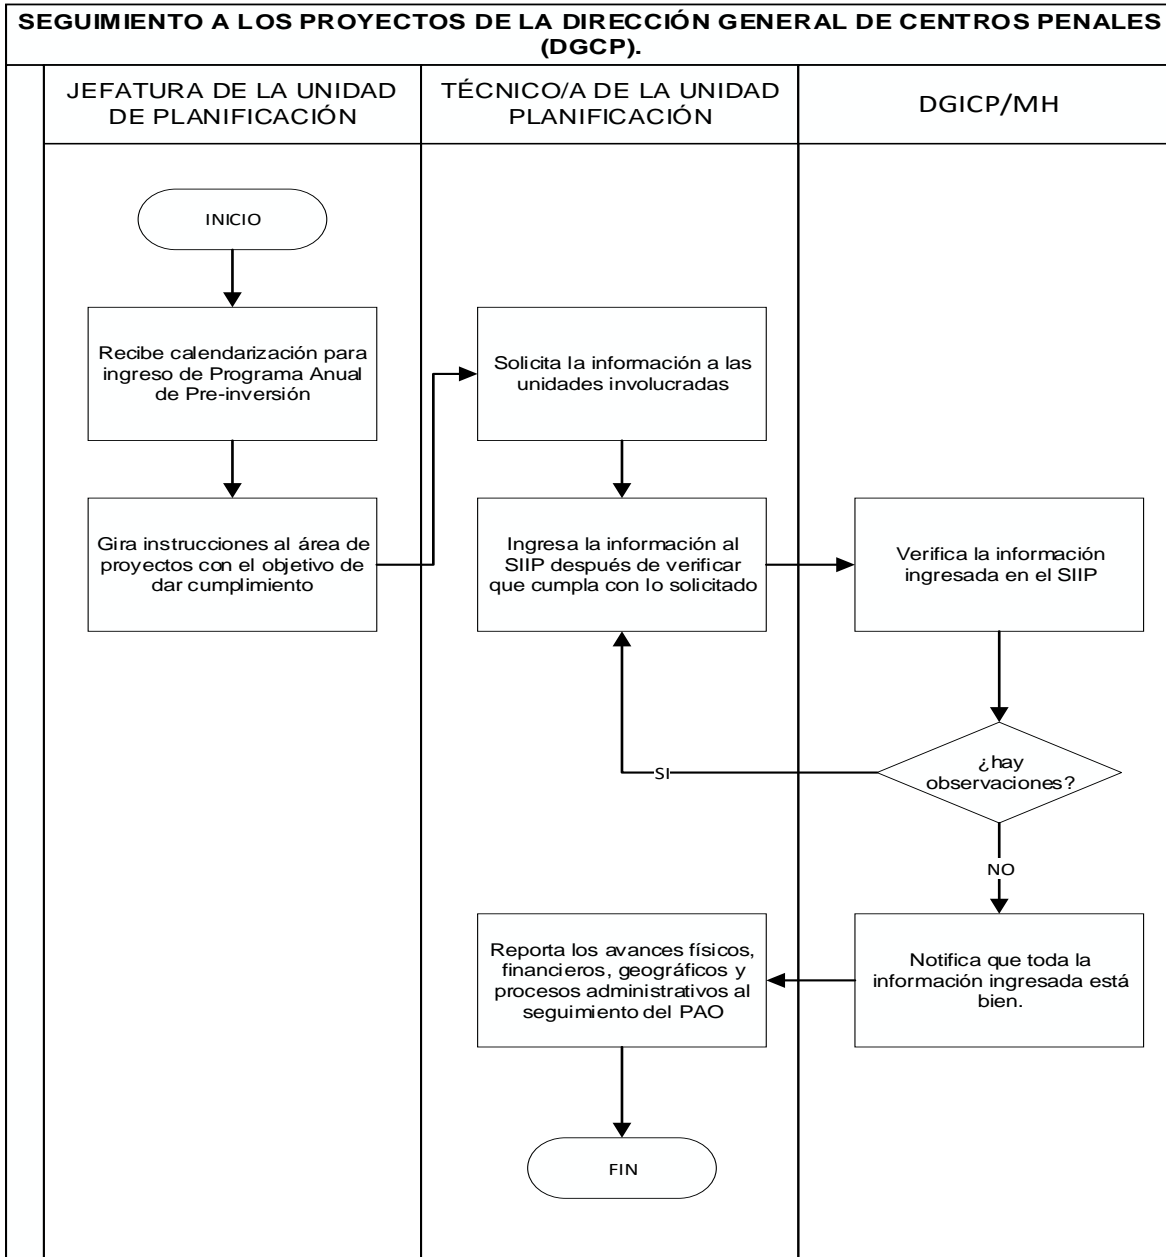 SEGUIMIENTO A LOS PROYECTOS DE LA DIRECCIÓN GENERAL DE CENTROS PENALES
(DGCP).
JEFATURA DE LA UNIDAD
DE PLANIFICACIÓN
TÉCNICO/A DE LA UNIDAD
PLANIFICACIÓN
DGICP/MH
INICIO
Recibe calendarización para
ingreso de Programa Anual
de Pre-inversión
Solicita la información a las
unidades involucradas
Gira instrucciones al área de
proyectos con el objetivo de
dar cumplimiento
Ingresa la información al
SIIP después de verificar
que cumpla con lo solicitado
Verifica la información
ingresada en el SIIP
¿hay
observaciones?
SI
NO
Reporta los avances físicos,
financieros, geográficos y
procesos administrativos al
seguimiento del PAO
Notifica que toda la
información ingresada está
bien.
FIN